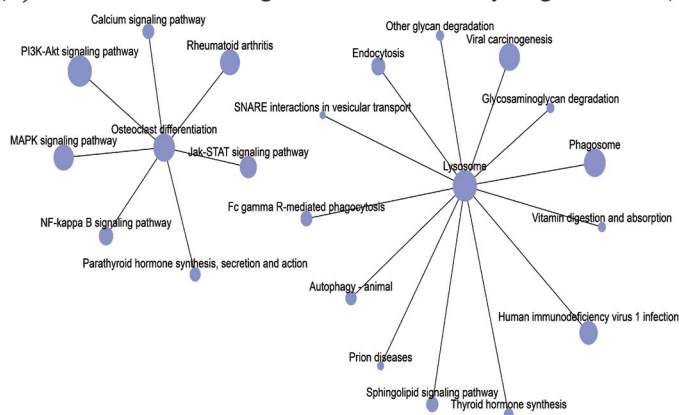 Calcium signaling pathway
PI3K-Akt signaling pathway
Rheumatoid arthritis
Osteoclast differentiation
MAPK signaling pathway
Jak-STAT signaling pathway
NF-kappa B signaling pathway
Parathyroid hormone synthesis, secretion and action
Other glycan degradation
Viral carcinogenesis
Endocytosis
Glycosaminoglycan degradation
SNARE interactions in vesicular transport
Phagosome
Lysosome
Fc gamma R-mediated phagocytosis
Vitamin digestion and absorption
Autophagy - animal
Human immunodeficiency virus 1 infection
Prion diseases
Sphingolipid signaling pathway
Thyroid hormone synthesis